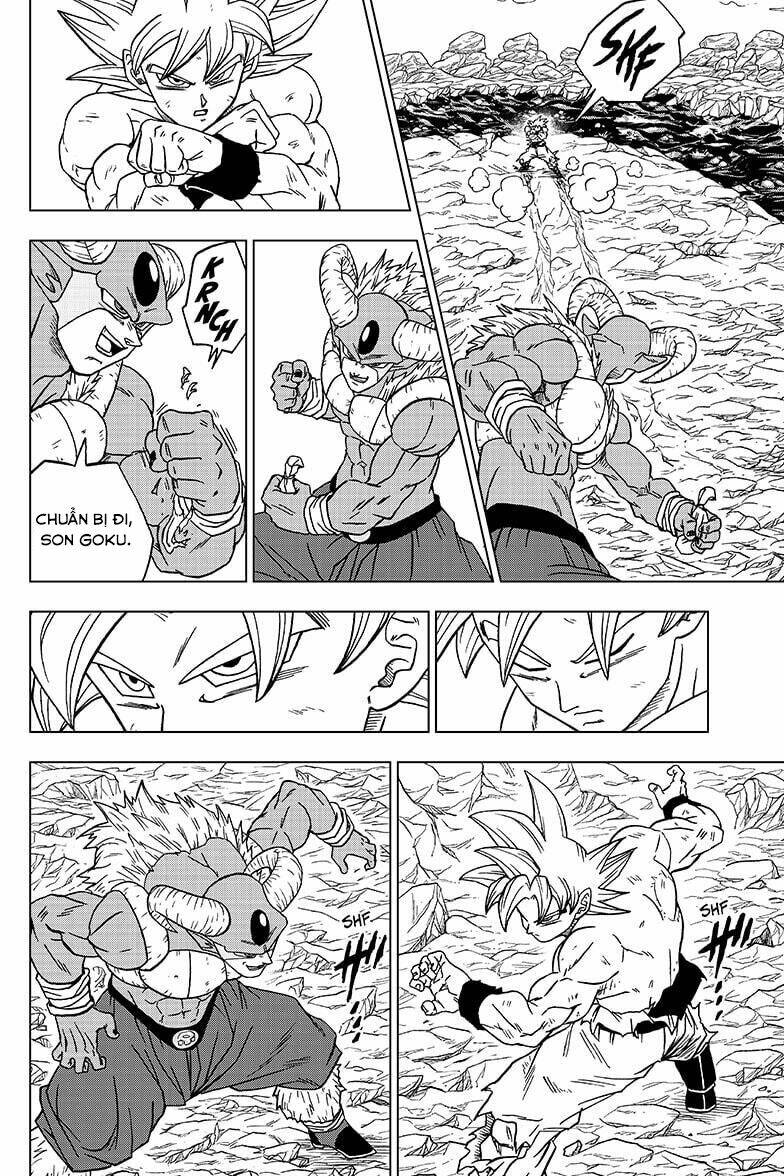 SKF
KRNCH
CHUẨN BỊ ĐI,
SON GOKU.
SHF
SHF